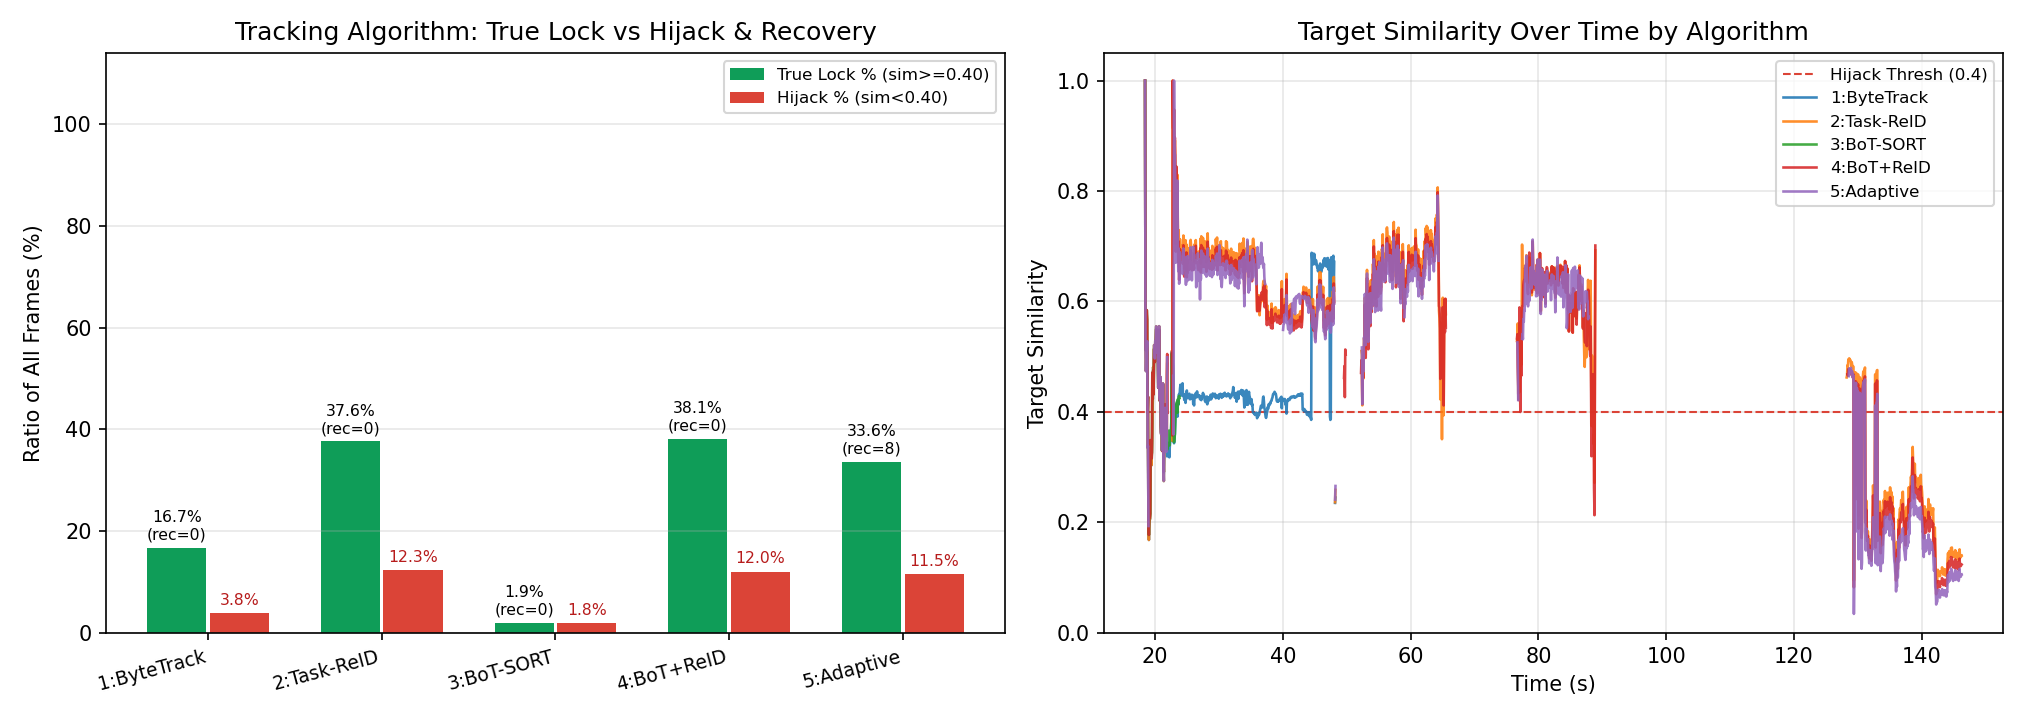 Tracking Algorithm: True Lock vs Hijack & Recovery
True Lock % (sim>=0.40)
Hijack % (sim<0.40)
Ratio of All Frames (%)
100
80
60
40
20
0
16.7%
(rec=0)
3.8%
37.6%
(rec=0)
12.3%
1.9%
(rec=0)
1.8%
38.1%
(rec=0)
12.0%
33.6%
(rec=8)
11.5%
1:ByteTrack
2:Task-ReID
3:BoT-SORT
4:BoT+ReID
5:Adaptive
Target Similarity Over Time by Algorithm
Hijack Thresh (0.4)
1:ByteTrack
2:Task-ReID
3:BoT-SORT
4:BoT+ReID
5:Adaptive
Target Similarity
1.0
0.8
0.6
0.4
0.2
0.0
20
40
60
80
100
120
140
Time (s)